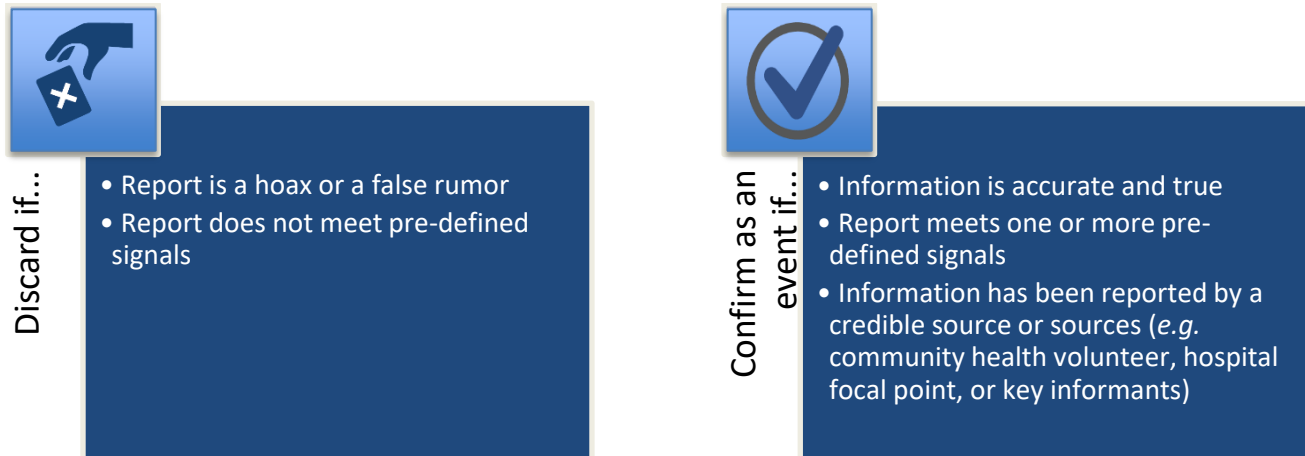 Discard if...
• Report is a hoax or a false rumor
• Report does not meet pre-defined
signals
Confirm as an
event if...
• Information is accurate and true
• Report meets one or more pre-
defined signals
• Information has been reported by a
credible source or sources (e.g.
community health volunteer, hospital
focal point, or key informants)